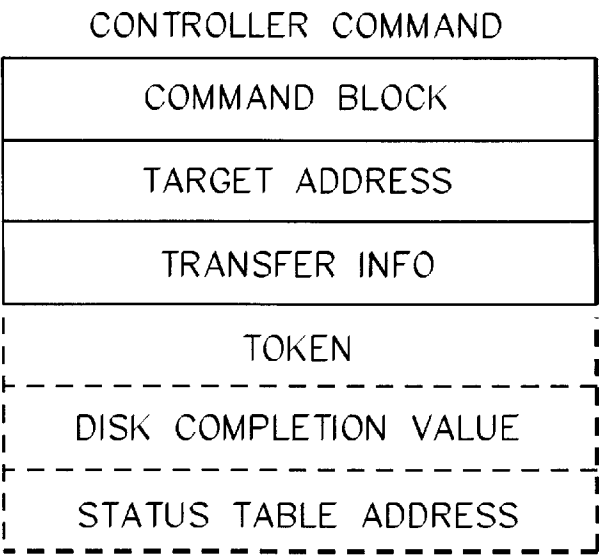 CONTROLLER COMMAND
COMMAND BLOCK
TARGET ADDRESS
TRANSFER INFO
TOKEN
DISK COMPLETION VALUE
STATUS TABLE ADDRESS